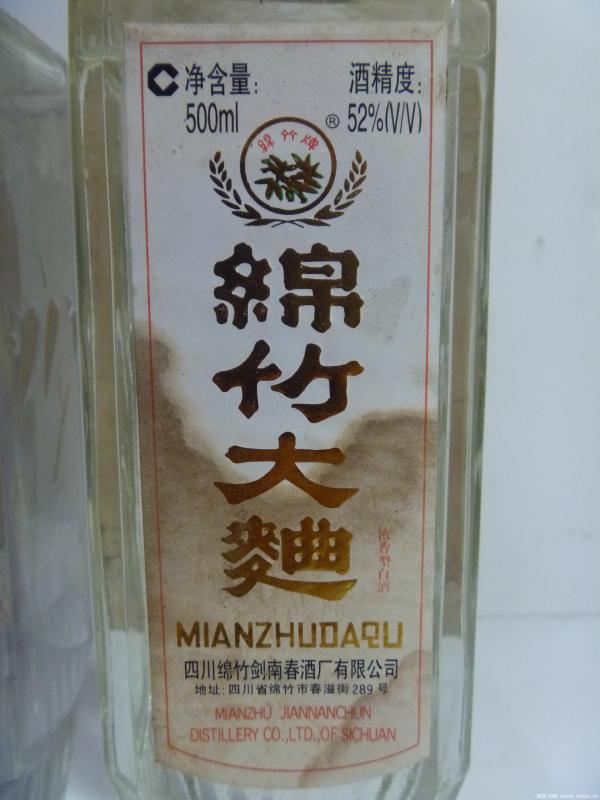 净含量:
500ml
酒精度:
52%(V/V)
®
綿竹牌
綿竹大麯
浓香型白酒
MIANZHUDAQU
四川绵竹剑南春酒厂有限公司
地址:四川省绵竹市春溢街289号
MIANZHU JIANNANCHUN
DISTILLERY CO.,LTD.,OF SICHUAN